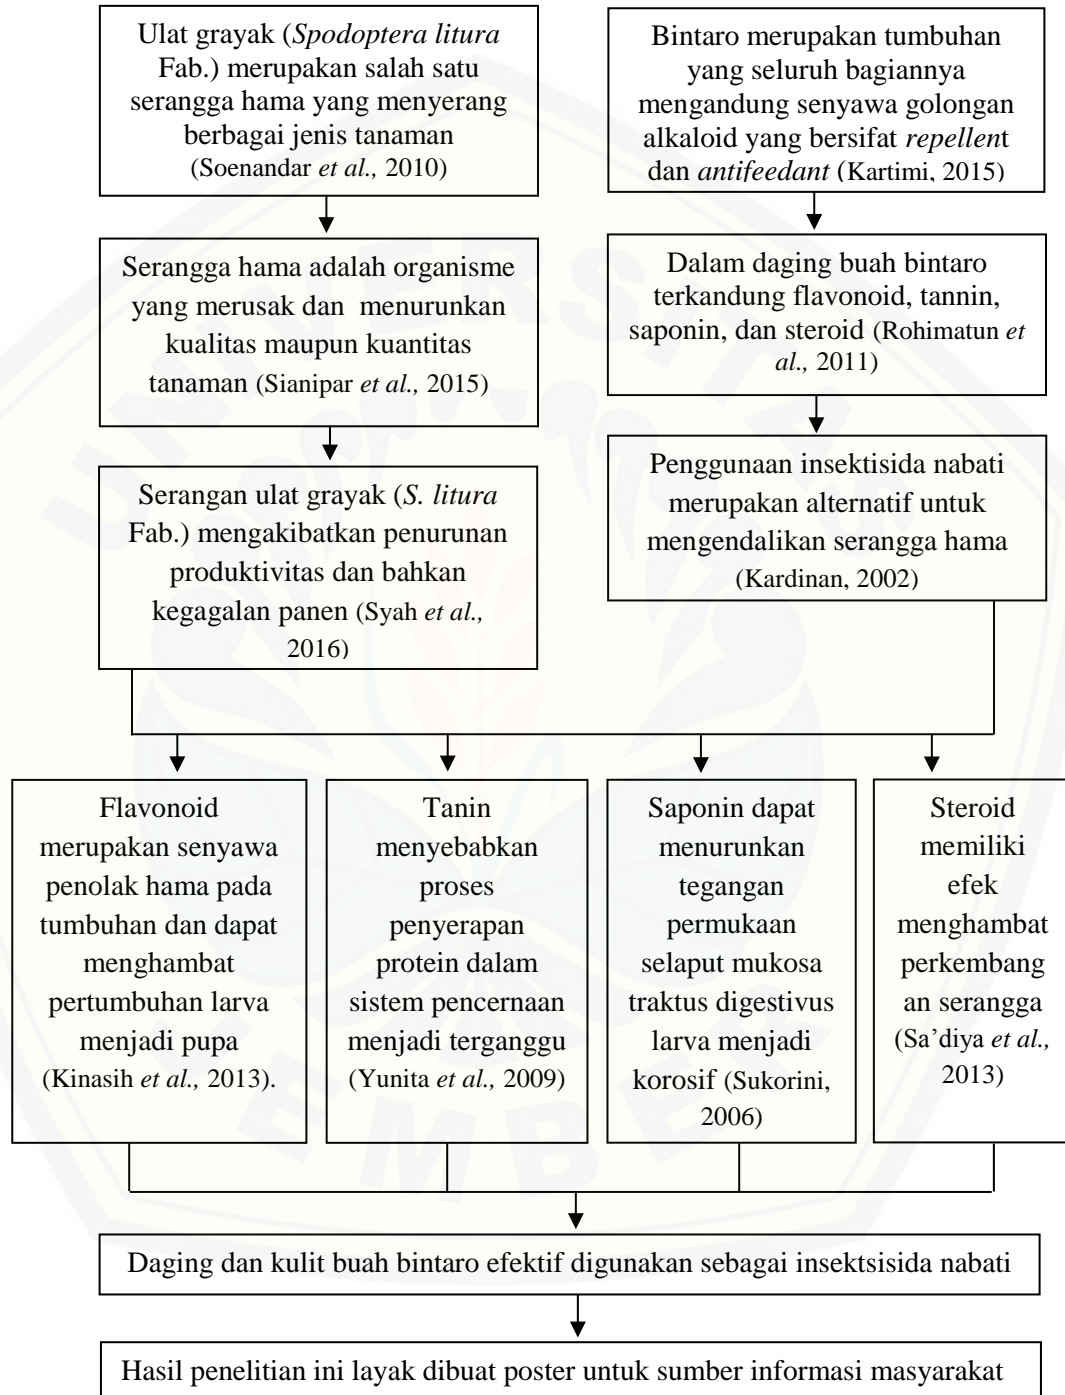 Ulat grayak (Spodoptera litura
Fab.) merupakan salah satu
serangga hama yang menyerang
berbagai jenis tanaman
(Soenandar et al., 2010)
Bintaro merupakan tumbuhan
yang seluruh bagiannya
mengandung senyawa golongan
alkaloid yang bersifat repellent
dan antifeedant (Kartimi, 2015)
Serangga hama adalah organisme
yang merusak dan menurunkan
kualitas maupun kuantitas
tanaman (Sianipar et al., 2015)
Dalam daging buah bintaro
terkandung flavonoid, tannin,
saponin, dan steroid (Rohimatun et
al., 2011)
Serangan ulat grayak (S. litura
Fab.) mengakibatkan penurunan
produktivitas dan bahkan
kegagalan panen (Syah et al.,
2016)
Penggunaan insektisida nabati
merupakan alternatif untuk
mengendalikan serangga hama
(Kardinan, 2002)
Flavonoid
merupakan senyawa
penolak hama pada
tumbuhan dan dapat
menghambat
pertumbuhan larva
menjadi pupa
(Kinasih et al., 2013).
Tanin
menyebabkan
proses
penyerapan
protein dalam
sistem pencernaan
menjadi terganggu
(Yunita et al., 2009)
Saponin dapat
menurunkan
tegangan
permukaan
selaput mukosa
traktus digestivus
larva menjadi
korosif (Sukorini,
2006)
Steroid
memiliki
efek
menghambat
perkembang
an serangga
(Sa’diya et al.,
2013)
Daging dan kulit buah bintaro efektif digunakan sebagai insektsisida nabati
Hasil penelitian ini layak dibuat poster untuk sumber informasi masyarakat
UNIVERSITAS
JEMBER